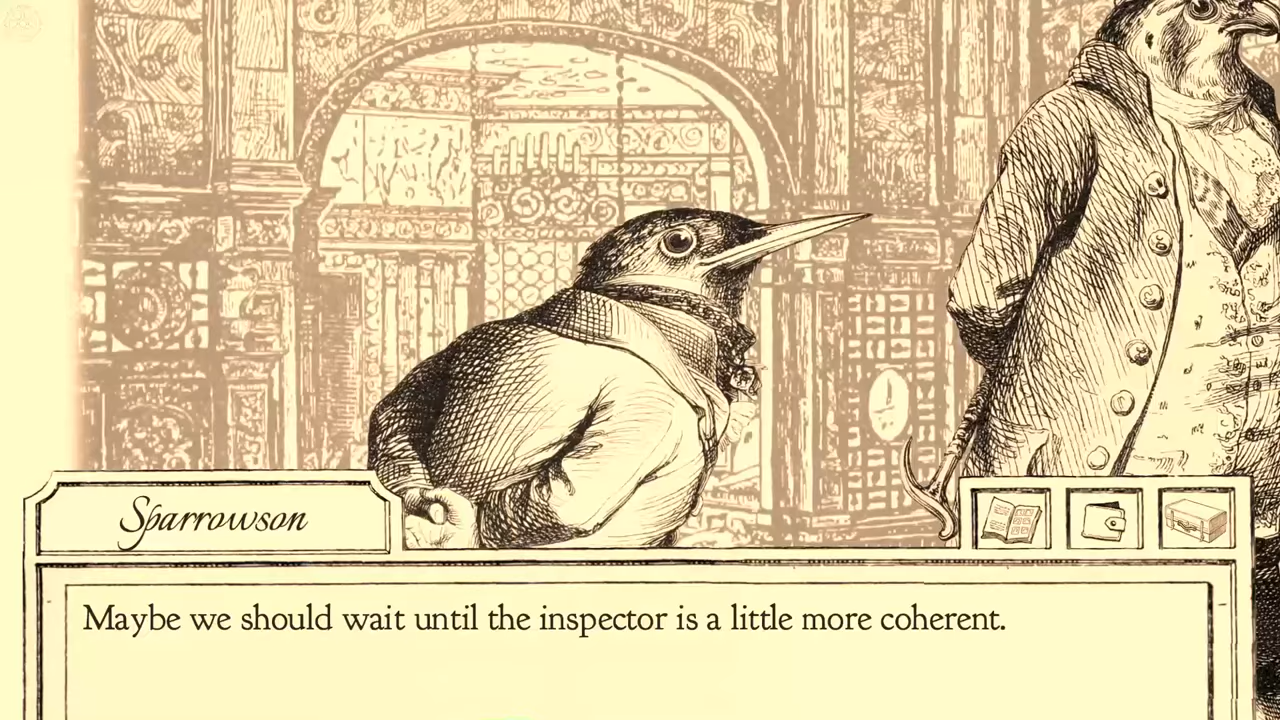 Sparrowson
Maybe we should wait until the inspector is a little more coherent.